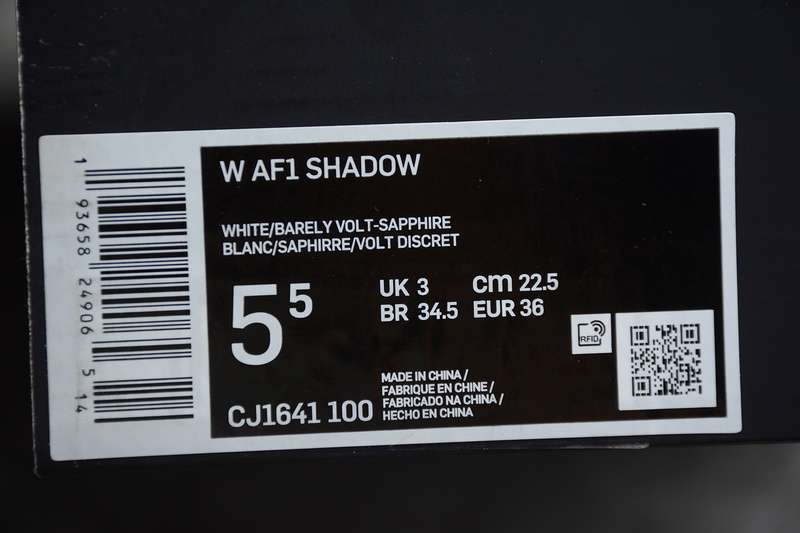 W AF1 SHADOW
WHITE/BARELY VOLT-SAPPHIRE
BLANC/SAPHIRRE/VOLT DISCRET
5 5
UK 3 cm 22.5
BR 34.5 EUR 36
RFID
MADE IN CHINA /
FABRIQUE EN CHINE /
FABRICADO NA CHINA /
HECHO EN CHINA
CJ1641 100
1 93658 24906 5 14